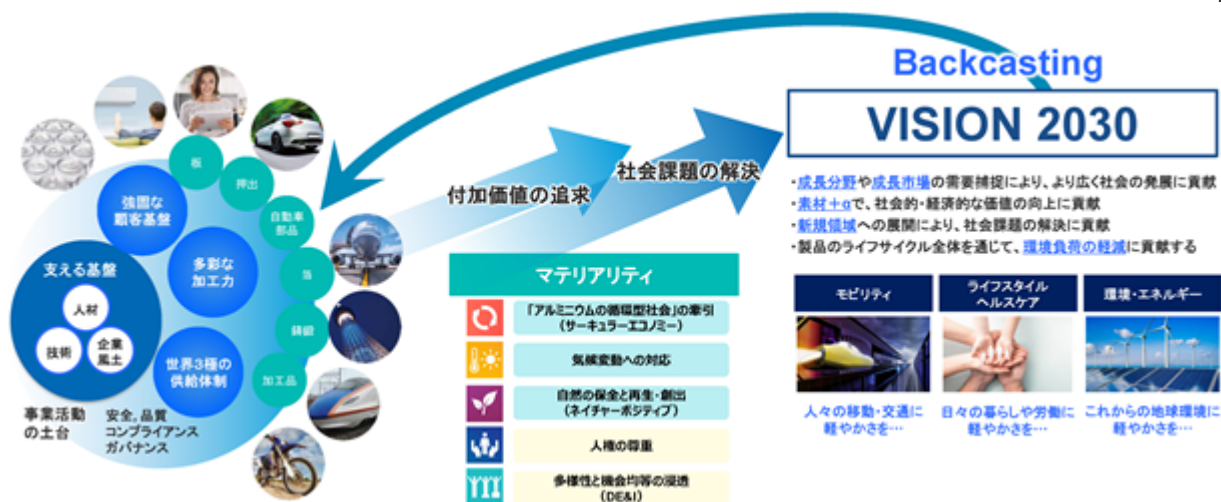 Backcasting
VISION 2030
・成長分野や成長市場の需要捕捉により、より広く社会の発展に貢献
・素材+αで、社会的・経済的な価値の向上に貢献
・新規領域への展開により、社会課題の解決に貢献
・製品のライフサイクル全体を通じて、環境負荷の軽減に貢献する
モビリティ
ライフスタイル
ヘルスケア
環境・エネルギー
人々の移動・交通に
軽やかさを…
日々の暮らしや労働に
軽やかさを…
これからの地球環境に
軽やかさを…
付加価値の追求
社会課題の解決
マテリアリティ
「アルミニウムの循環型社会」の牽引
(サーキュラーエコノミー)
気候変動への対応
自然の保全と再生・創出
(ネイチャーポジティブ)
人権の尊重
多様性と機会均等の浸透
(DE&I)
強固な
顧客基盤
多彩な
加工力
世界3極の
供給体制
支える基盤
人材
技術
企業
風土
板
押出
自動車
部品
箔
鋳鍛
加工品
事業活動
の土台
安全，品質
コンプライアンス
ガバナンス